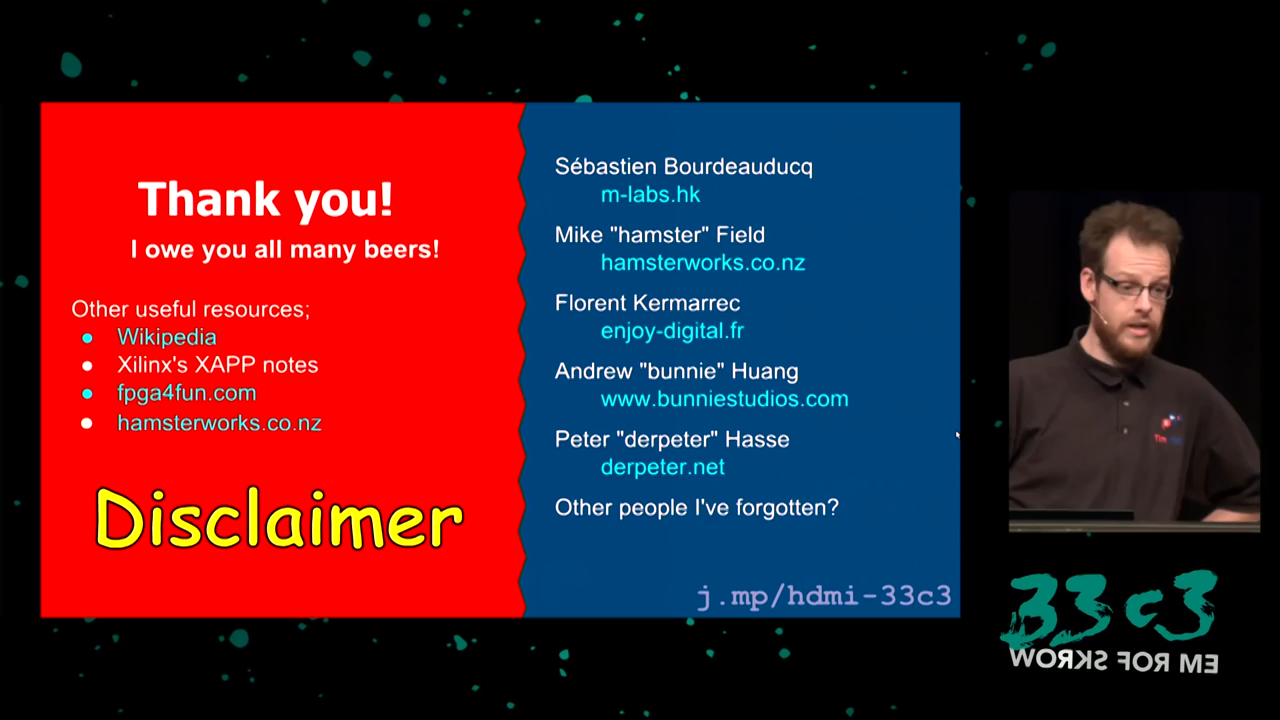 Thank you!
I owe you all many beers!
Other useful resources;
● Wikipedia
● Xilinx's XAPP notes
● fpga4fun.com
● hamsterworks.co.nz
Disclaimer
Sébastien Bourdeauducq
m-labs.hk
Mike "hamster" Field
hamsterworks.co.nz
Florent Kermarrec
enjoy-digital.fr
Andrew "bunnie" Huang
www.bunniestudios.com
Peter "derpeter" Hasse
derpeter.net
Other people I've forgotten?
j.mp/hdmi-33c3
Tim
33c3
WORKS FOR ME